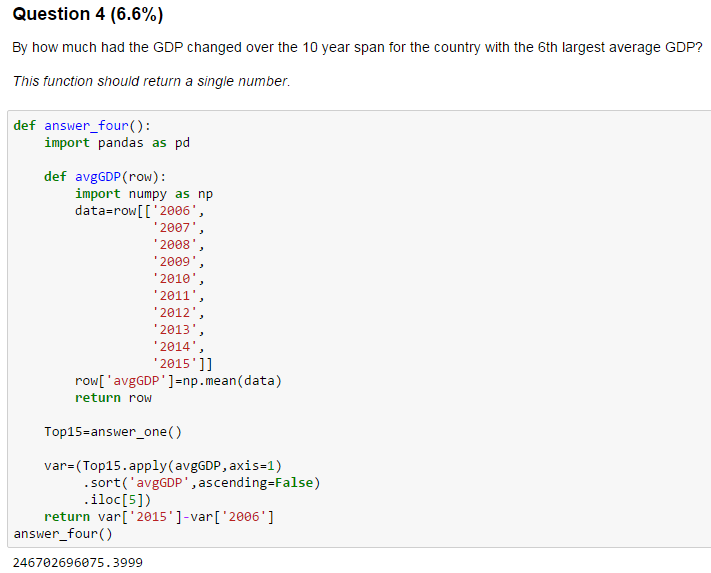 Question 4 (6.6%)
By how much had the GDP changed over the 10 year span for the country with the 6th largest average GDP?
This function should return a single number.
def answer_four():
    import pandas as pd
    def avgGDP(row):
        import numpy as np
        data=row[['2006',
                  '2007',
                  '2008',
                  '2009',
                  '2010',
                  '2011',
                  '2012',
                  '2013',
                  '2014',
                  '2015']]
        row['avgGDP']=np.mean(data)
        return row
    Top15=answer_one()
    var=(Top15.apply(avgGDP,axis=1)
         .sort('avgGDP',ascending=False)
         .iloc[5])
    return var['2015']-var['2006']
answer_four()
246702696075.3999